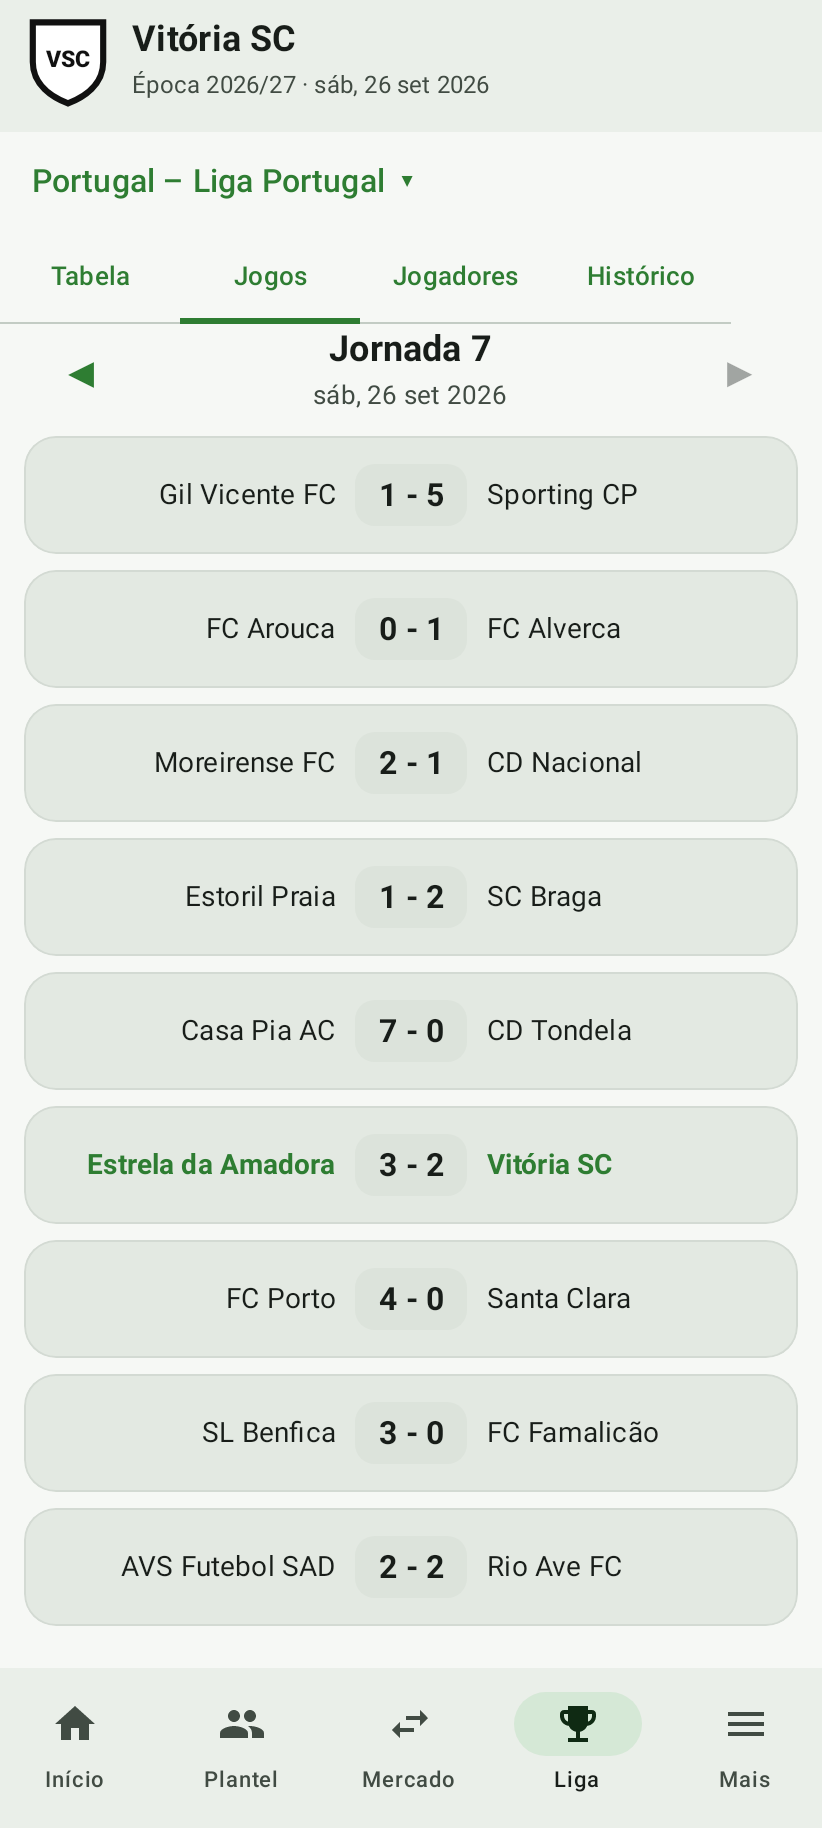 VSC
Vitória SC
Época 2026/27 · sáb, 26 set 2026
Portugal – Liga Portugal ▼
Tabela Jogos Jogadores Histórico
◀ Jornada 7 ▶
sáb, 26 set 2026
Gil Vicente FC 1 - 5 Sporting CP
FC Arouca 0 - 1 FC Alverca
Moreirense FC 2 - 1 CD Nacional
Estoril Praia 1 - 2 SC Braga
Casa Pia AC 7 - 0 CD Tondela
Estrela da Amadora 3 - 2 Vitória SC
FC Porto 4 - 0 Santa Clara
SL Benfica 3 - 0 FC Famalicão
AVS Futebol SAD 2 - 2 Rio Ave FC
Início Plantel Mercado Liga Mais